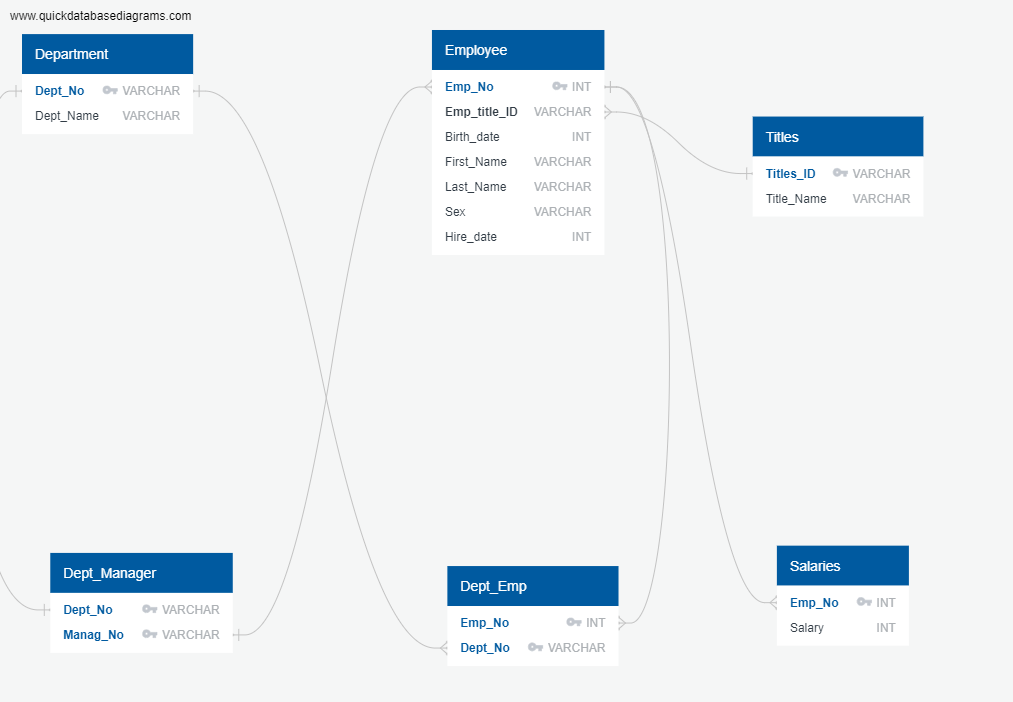 www.quickdatabasediagrams.com
Department
Dept_No VARCHAR
Dept_Name VARCHAR
Employee
Emp_No INT
Emp_title_ID VARCHAR
Birth_date INT
First_Name VARCHAR
Last_Name VARCHAR
Sex VARCHAR
Hire_date INT
Titles
Titles_ID VARCHAR
Title_Name VARCHAR
Dept_Manager
Dept_No VARCHAR
Manag_No VARCHAR
Dept_Emp
Emp_No INT
Dept_No VARCHAR
Salaries
Emp_No INT
Salary INT